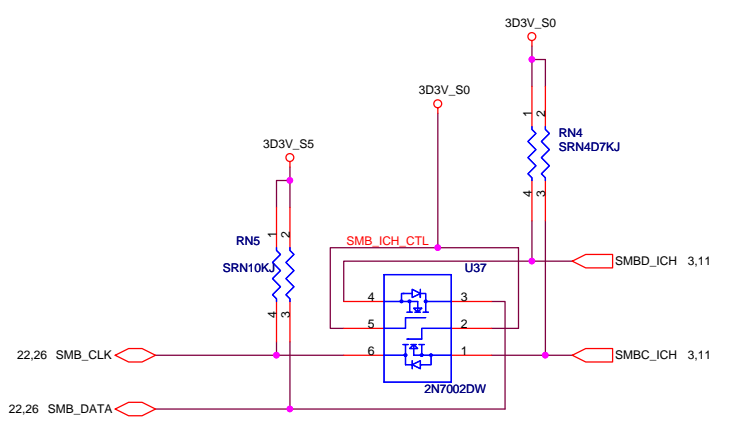 3D3V_S0
3D3V_S0
1
2
RN4
SRN4D7KJ
4
3
3D3V_S5
1
2
RN5
SRN10KJ
4
3
SMB_ICH_CTL
U37
SMBD_ICH 3,11
4
3
5
2
6
1
22,26 SMB_CLK
SMBC_ICH 3,11
2N7002DW
22,26 SMB_DATA